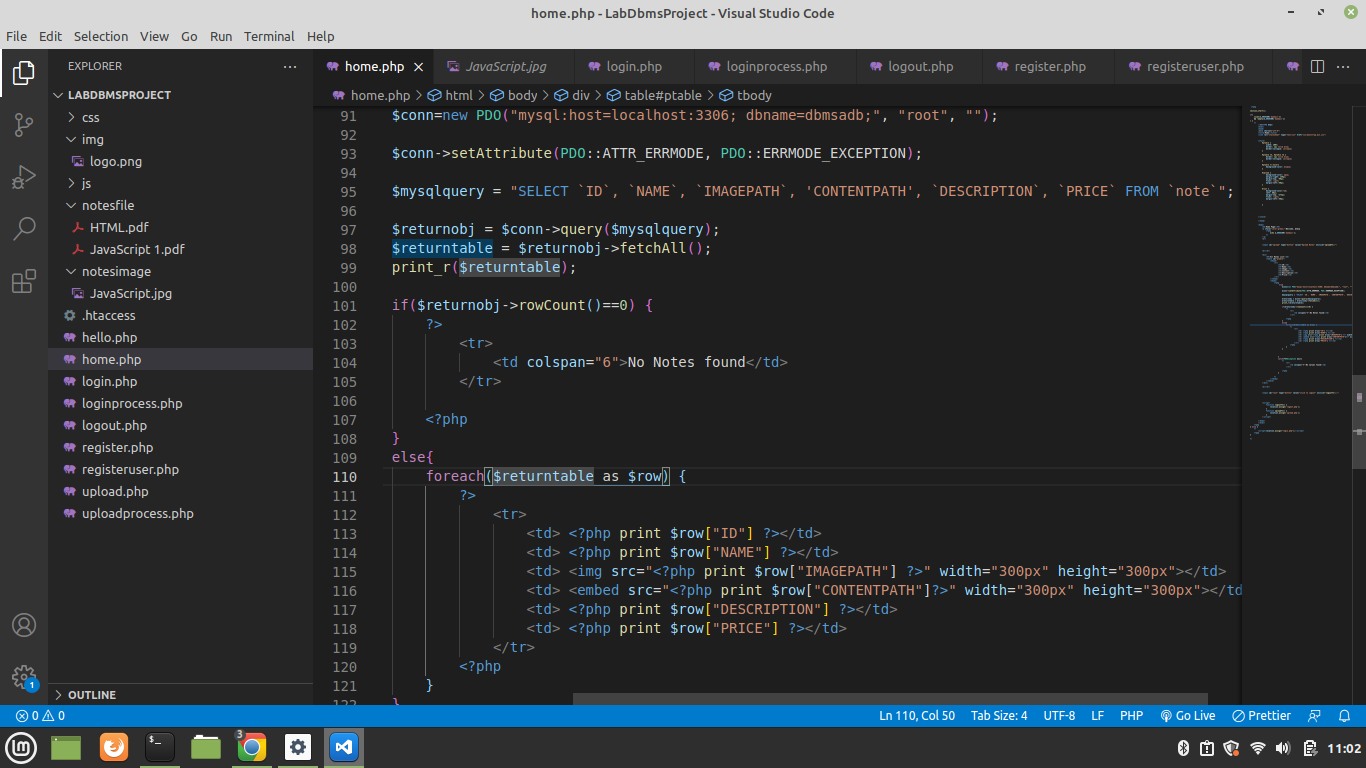 home.php - LabDbmsProject - Visual Studio Code
File Edit Selection View Go Run Terminal Help
EXPLORER ...
LABDBMSPROJECT
css
img
logo.png
js
notesfile
HTML.pdf
JavaScript 1.pdf
notesimage
JavaScript.jpg
.htaccess
hello.php
home.php
login.php
loginprocess.php
logout.php
register.php
registeruser.php
upload.php
uploadprocess.php
OUTLINE
home.php JavaScript.jpg login.php loginprocess.php logout.php register.php registeruser.php ...
home.php > html > body > div > table#ptable > tbody
91 $conn=new PDO("mysql:host=localhost:3306; dbname=dbmsadb;", "root", "");
92
93 $conn->setAttribute(PDO::ATTR_ERRMODE, PDO::ERRMODE_EXCEPTION);
94
95 $mysqlquery = "SELECT `ID`, `NAME`, `IMAGEPATH`, 'CONTENTPATH', `DESCRIPTION`, `PRICE` FROM `note`";
96
97 $returnobj = $conn->query($mysqlquery);
98 $returntable = $returnobj->fetchAll();
99 print_r($returntable);
100
101 if($returnobj->rowCount()==0) {
102 ?>
103 <tr>
104 <td colspan="6">No Notes found</td>
105 </tr>
106
107 <?php
108 }
109 else{
110 foreach($returntable as $row) {
111 ?>
112 <tr>
113 <td> <?php print $row["ID"] ?></td>
114 <td> <?php print $row["NAME"] ?></td>
115 <td> <img src="<?php print $row["IMAGEPATH"] ?>" width="300px" height="300px"></td>
116 <td> <embed src="<?php print $row["CONTENTPATH"]?>" width="300px" height="300px"></td
117 <td> <?php print $row["DESCRIPTION"] ?></td>
118 <td> <?php print $row["PRICE"] ?></td>
119 </tr>
120 <?php
121 }
122 }
0 0 Ln 110, Col 50 Tab Size: 4 UTF-8 LF PHP Go Live Prettier
1
3
11:02